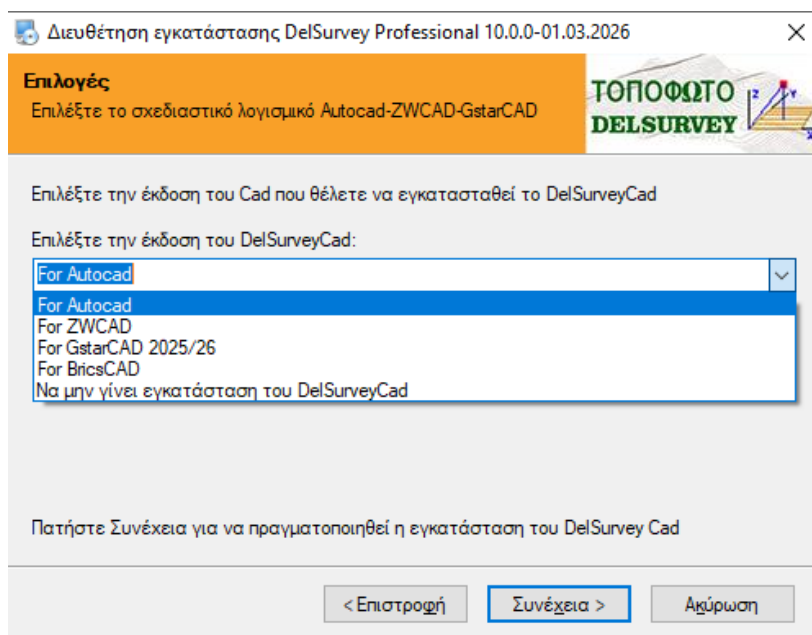 Διευθέτηση εγκατάστασης DelSurvey Professional 10.0.0-01.03.2026
Επιλογές
Επιλέξτε το σχεδιαστικό λογισμικό Autocad-ZWCAD-GstarCAD
ΤΟΠΟΦΩΤΟ
DELSURVEY
Z
Y
X
Επιλέξτε την έκδοση του Cad που θέλετε να εγκατασταθεί το DelSurveyCad
Επιλέξτε την έκδοση του DelSurveyCad:
For Autocad
For Autocad
For ZWCAD
For GstarCAD 2025/26
For BricsCAD
Να μην γίνει εγκατάσταση του DelSurveyCad
Πατήστε Συνέχεια για να πραγματοποιηθεί η εγκατάσταση του DelSurvey Cad
< Επιστροφή
Συνέχεια >
Ακύρωση